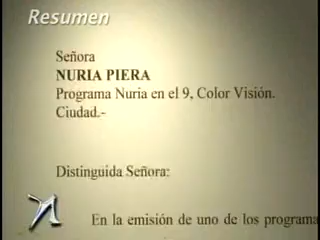 Resumen
Señora
NURIA PIERA
Programa Nuria en el 9, Color Visión.
Ciudad.-
Distinguida Señora:
En la emisión de uno de los programa